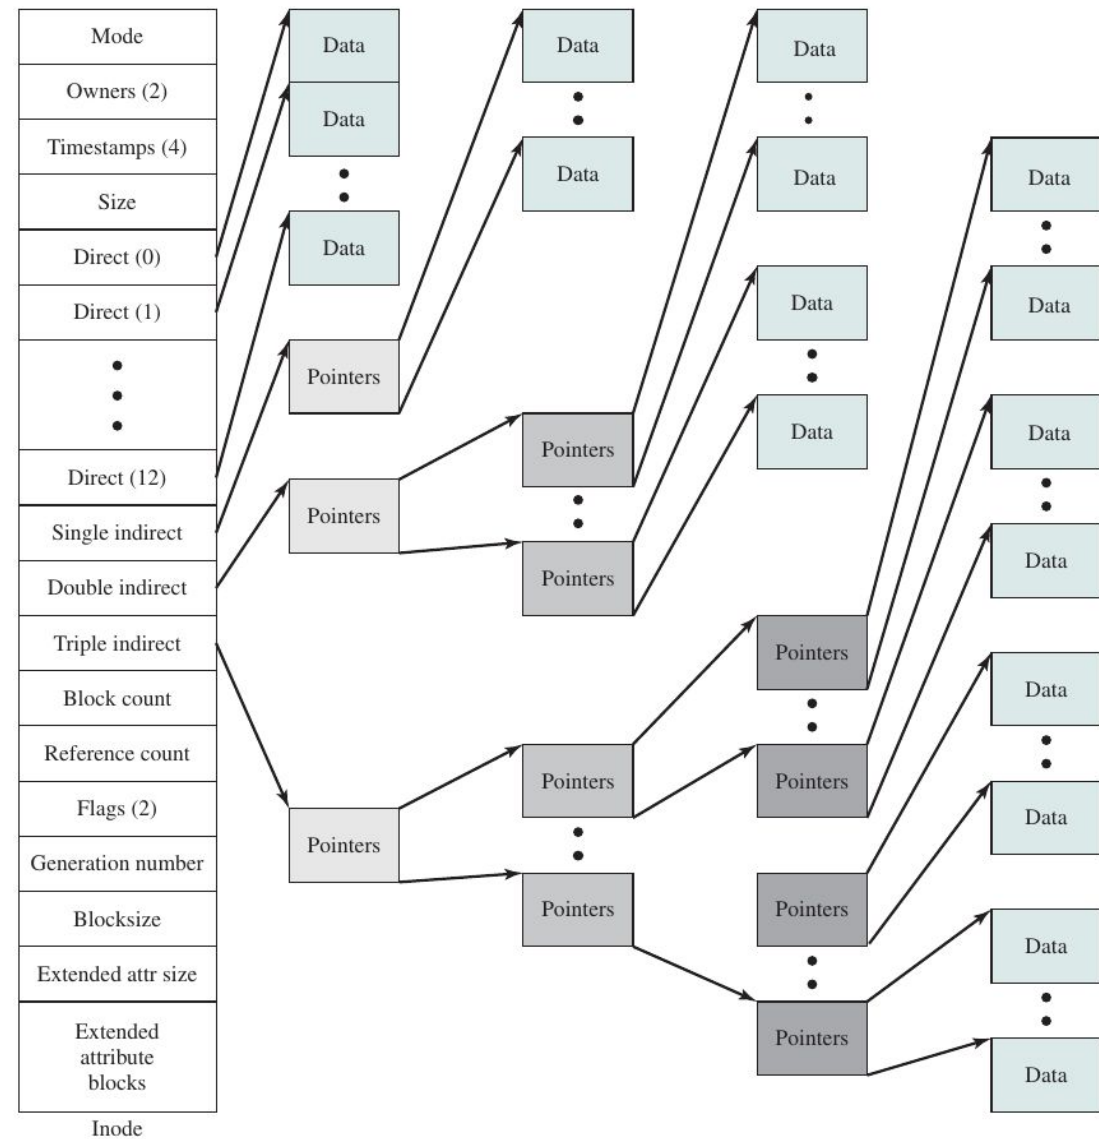 Mode
Owners (2)
Timestamps (4)
Size
Direct (0)
Direct (1)
Direct (12)
Single indirect
Double indirect
Triple indirect
Block count
Reference count
Flags (2)
Generation number
Blocksize
Extended attr size
Extended
attribute
blocks
Inode
Data
Data
Data
Pointers
Pointers
Pointers
Data
Data
Pointers
Pointers
Pointers
Pointers
Data
Data
Data
Data
Pointers
Pointers
Pointers
Pointers
Data
Data
Data
Data
Data
Data
Data
Data